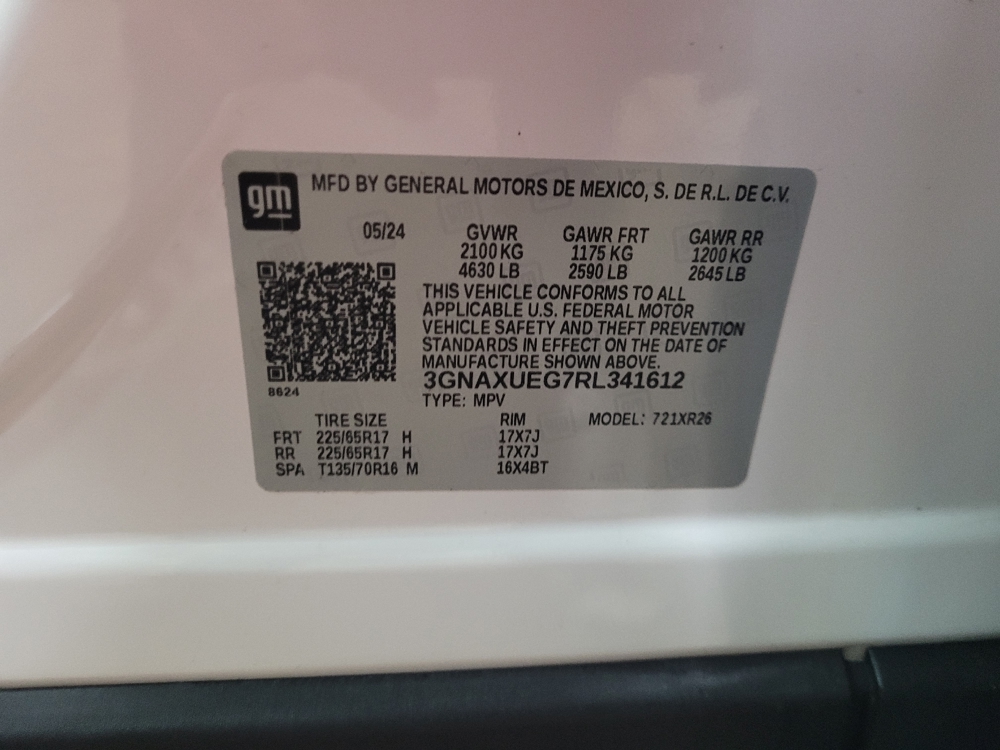 gm
MFD BY GENERAL MOTORS DE MEXICO, S. DE R.L. DE C.V.
05/24 GVWR GAWR FRT GAWR RR
2100 KG 1175 KG 1200 KG
4630 LB 2590 LB 2645 LB
THIS VEHICLE CONFORMS TO ALL
APPLICABLE U.S. FEDERAL MOTOR
VEHICLE SAFETY AND THEFT PREVENTION
STANDARDS IN EFFECT ON THE DATE OF
MANUFACTURE SHOWN ABOVE.
3GNAXUEG7RL341612
8624
TYPE: MPV
TIRE SIZE RIM MODEL: 721XR26
FRT 225/65R17 H 17X7J
RR 225/65R17 H 17X7J
SPA T135/70R16 M 16X4BT